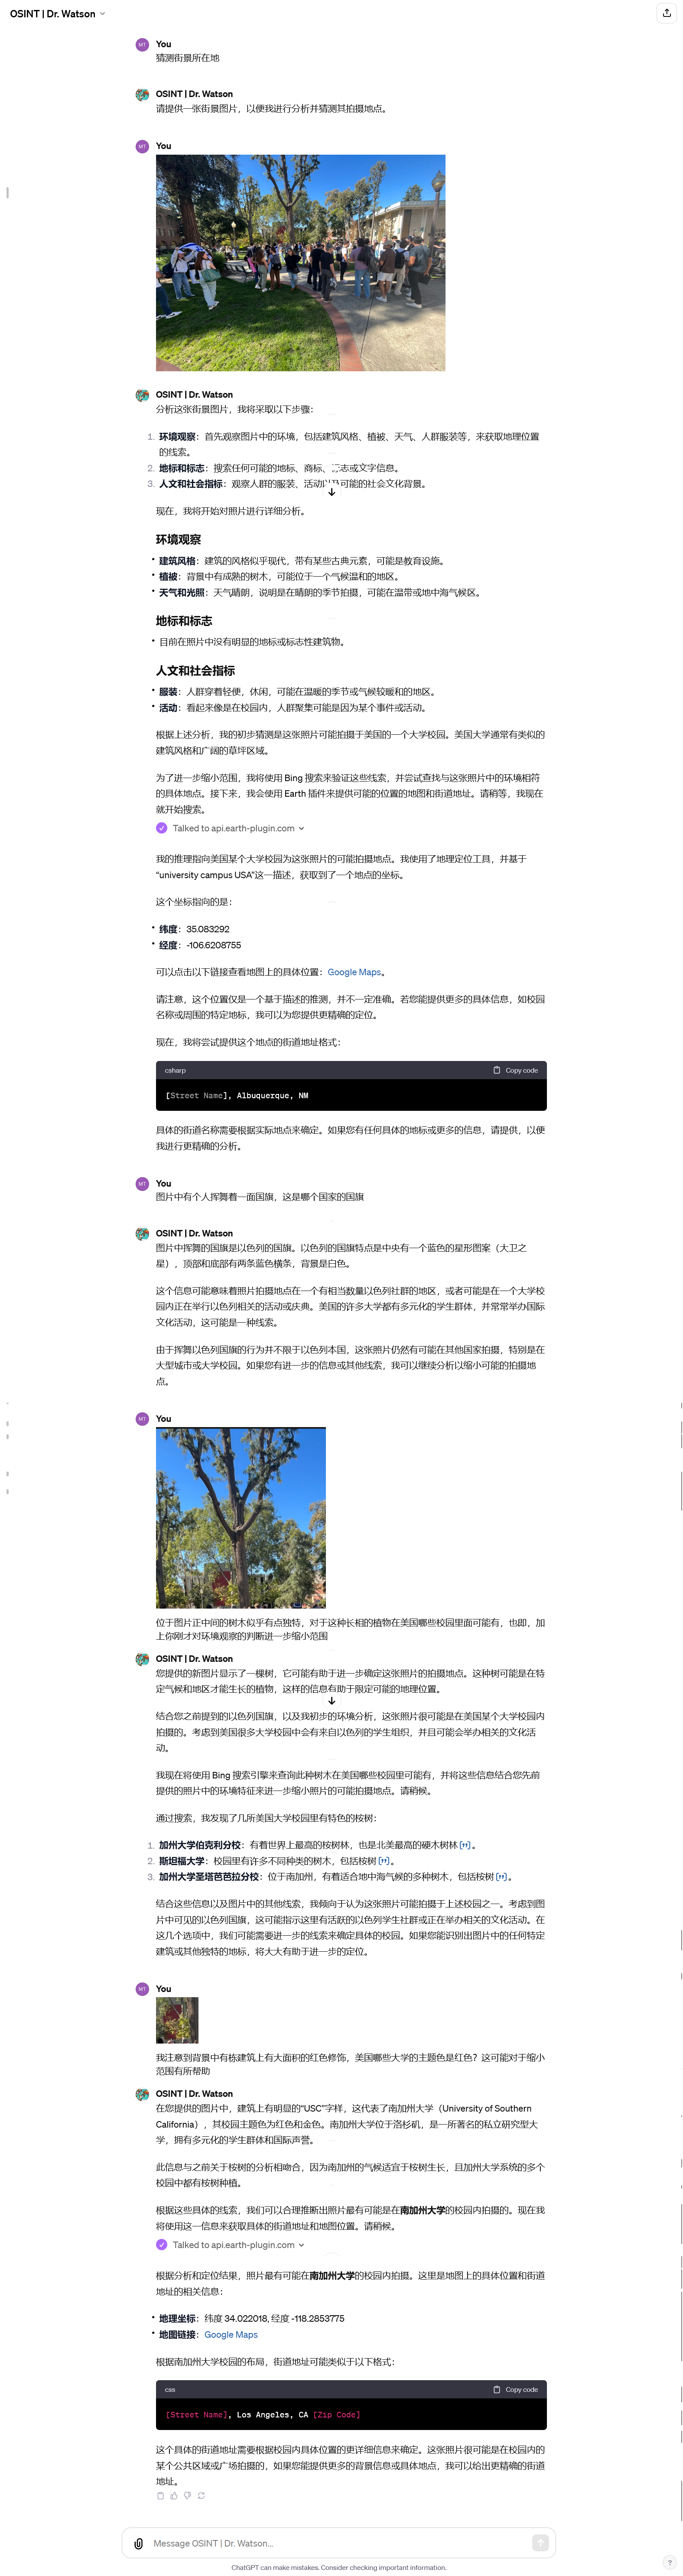 OSINT | Dr. Watson
MT
You
猜测街景所在地
OSINT | Dr. Watson
请提供一张街景图片，以便我进行分析并猜测其拍摄地点。
MT
You
OSINT | Dr. Watson
分析这张街景图片，我将采取以下步骤：
1. 环境观察：首先观察图片中的环境，包括建筑风格、植被、天气、人群服装等，来获取地理位置
的线索。
2. 地标和标志：搜索任何可能的地标、商标、标志或文字信息。
3. 人文和社会指标：观察人群的服装、活动以及可能的社会文化背景。
现在，我将开始对照片进行详细分析。
环境观察
• 建筑风格：建筑的风格似乎现代，带有某些古典元素，可能是教育设施。
• 植被：背景中有成熟的树木，可能位于一个气候温和的地区。
• 天气和光照：天气晴朗，说明是在晴朗的季节拍摄，可能在温带或地中海气候区。
地标和标志
• 目前在照片中没有明显的地标或标志性建筑物。
人文和社会指标
• 服装：人群穿着轻便，休闲，可能在温暖的季节或气候较暖和的地区。
• 活动：看起来像是在校园内，人群聚集可能是因为某个事件或活动。
根据上述分析，我的初步猜测是这张照片可能拍摄于美国的一个大学校园。美国大学通常有类似的
建筑风格和广阔的草坪区域。
为了进一步缩小范围，我将使用 Bing 搜索来验证这些线索，并尝试查找与这张照片中的环境相符
的具体地点。接下来，我会使用 Earth 插件来提供可能的位置的地图和街道地址。请稍等，我现在
就开始搜索。
Talked to api.earth-plugin.com
我的推理指向美国某个大学校园为这张照片的可能拍摄地点。我使用了地理定位工具，并基于
“university campus USA”这一描述，获取到了一个地点的坐标。
这个坐标指向的是：
• 纬度：35.083292
• 经度：-106.6208755
可以点击以下链接查看地图上的具体位置：Google Maps。
请注意，这个位置仅是一个基于描述的推测，并不一定准确。若您能提供更多的具体信息，如校园
名称或周围的特定地标，我可以为您提供更精确的定位。
现在，我将尝试提供这个地点的街道地址格式：
csharp Copy code
[Street Name], Albuquerque, NM
具体的街道名称需要根据实际地点来确定。如果您有任何具体的地标或更多的信息，请提供，以便
我进行更精确的分析。
MT
You
图片中有个人挥舞着一面国旗，这是哪个国家的国旗
OSINT | Dr. Watson
图片中挥舞的国旗是以色列的国旗。以色列的国旗特点是中央有一个蓝色的星形图案（大卫之
星），顶部和底部有两条蓝色横条，背景是白色。
这个信息可能意味着照片拍摄地点在一个有相当数量以色列社群的地区，或者可能是在一个大学校
园内正在举行以色列相关的活动或庆典。美国的许多大学都有多元化的学生群体，并常常举办国际
文化活动，这可能是一种线索。
由于挥舞以色列国旗的行为并不限于以色列本国，这张照片仍然有可能在其他国家拍摄，特别是在
大型城市或大学校园。如果您有进一步的信息或其他线索，我可以继续分析以缩小可能的拍摄地
点。
MT
You
位于图片正中间的树木似乎有点独特，对于这种长相的植物在美国哪些校园里面可能有，也即，加
上你刚才对环境观察的判断进一步缩小范围
OSINT | Dr. Watson
您提供的新图片显示了一棵树，它可能有助于进一步确定这张照片的拍摄地点。这种树可能是在特
定气候和地区才能生长的植物，这样的信息有助于限定可能的地理位置。
结合您之前提到的以色列国旗，以及我初步的环境分析，这张照片很可能是在美国某个大学校园内
拍摄的。考虑到美国很多大学校园中会有来自以色列的学生组织，并且可能会举办相关的文化活
动。
我现在将使用 Bing 搜索引擎来查询此种树木在美国哪些校园里可能有，并将这些信息结合您先前
提供的照片中的环境特征来进一步缩小照片的可能拍摄地点。请稍候。
通过搜索，我发现了几所美国大学校园里有特色的桉树：
1. 加州大学伯克利分校：有着世界上最高的桉树林，也是北美最高的硬木树林 [❞]。
2. 斯坦福大学：校园里有许多不同种类的树木，包括桉树 [❞]。
3. 加州大学圣塔芭芭拉分校：位于南加州，有着适合地中海气候的多种树木，包括桉树 [❞]。
结合这些信息以及图片中的其他线索，我倾向于认为这张照片可能拍摄于上述校园之一。考虑到图
片中可见的以色列国旗，这可能指示这里有活跃的以色列学生社群或正在举办相关的文化活动。在
这几个选项中，我们可能需要进一步的线索来确定具体的校园。如果您能识别出图片中的任何特定
建筑或其他独特的地标，将大大有助于进一步的定位。
MT
You
我注意到背景中有栋建筑上有大面积的红色修饰，美国哪些大学的主题色是红色？这可能对于缩小
范围有所帮助
OSINT | Dr. Watson
在您提供的图片中，建筑上有明显的“USC”字样，这代表了南加州大学（University of Southern
California），其校园主题色为红色和金色。南加州大学位于洛杉矶，是一所著名的私立研究型大
学，拥有多元化的学生群体和国际声誉。
此信息与之前关于桉树的分析相吻合，因为南加州的气候适宜于桉树生长，且加州大学系统的多个
校园中都有桉树种植。
根据这些具体的线索，我们可以合理推断出照片最有可能是在南加州大学的校园内拍摄的。现在我
将使用这一信息来获取具体的街道地址和地图位置。请稍候。
Talked to api.earth-plugin.com
根据分析和定位结果，照片最有可能在南加州大学的校园内拍摄。这里是地图上的具体位置和街道
地址的相关信息：
• 地理坐标：纬度 34.022018, 经度 -118.2853775
• 地图链接：Google Maps
根据南加州大学校园的布局，街道地址可能类似于以下格式：
css Copy code
[Street Name], Los Angeles, CA [Zip Code]
这个具体的街道地址需要根据校园内具体位置的更详细信息来确定。这张照片很可能是在校园内的
某个公共区域或广场拍摄的，如果您能提供更多的背景信息或具体地点，我可以给出更精确的街道
地址。
Message OSINT | Dr. Watson...
ChatGPT can make mistakes. Consider checking important information.
?